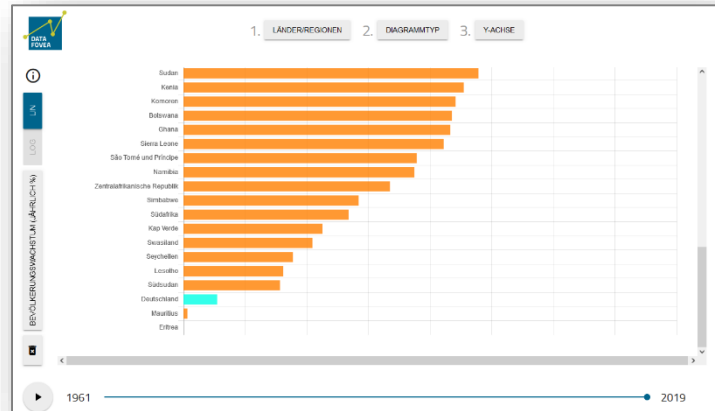 DATA
FOVEA
1. LÄNDER/REGIONEN 2. DIAGRAMMTYP 3. Y-ACHSE
LIN
LOG
BEVÖLKERUNGSWACHSTUM (JÄHRLICH %)
Sudan
Kenia
Komoren
Botswana
Ghana
Sierra Leone
São Tomé und Príncipe
Namibia
Zentralafrikanische Republik
Simbabwe
Südafrika
Kap Verde
Swasiland
Seychellen
Lesotho
Südsudan
Deutschland
Mauritius
Eritrea
1961 2019